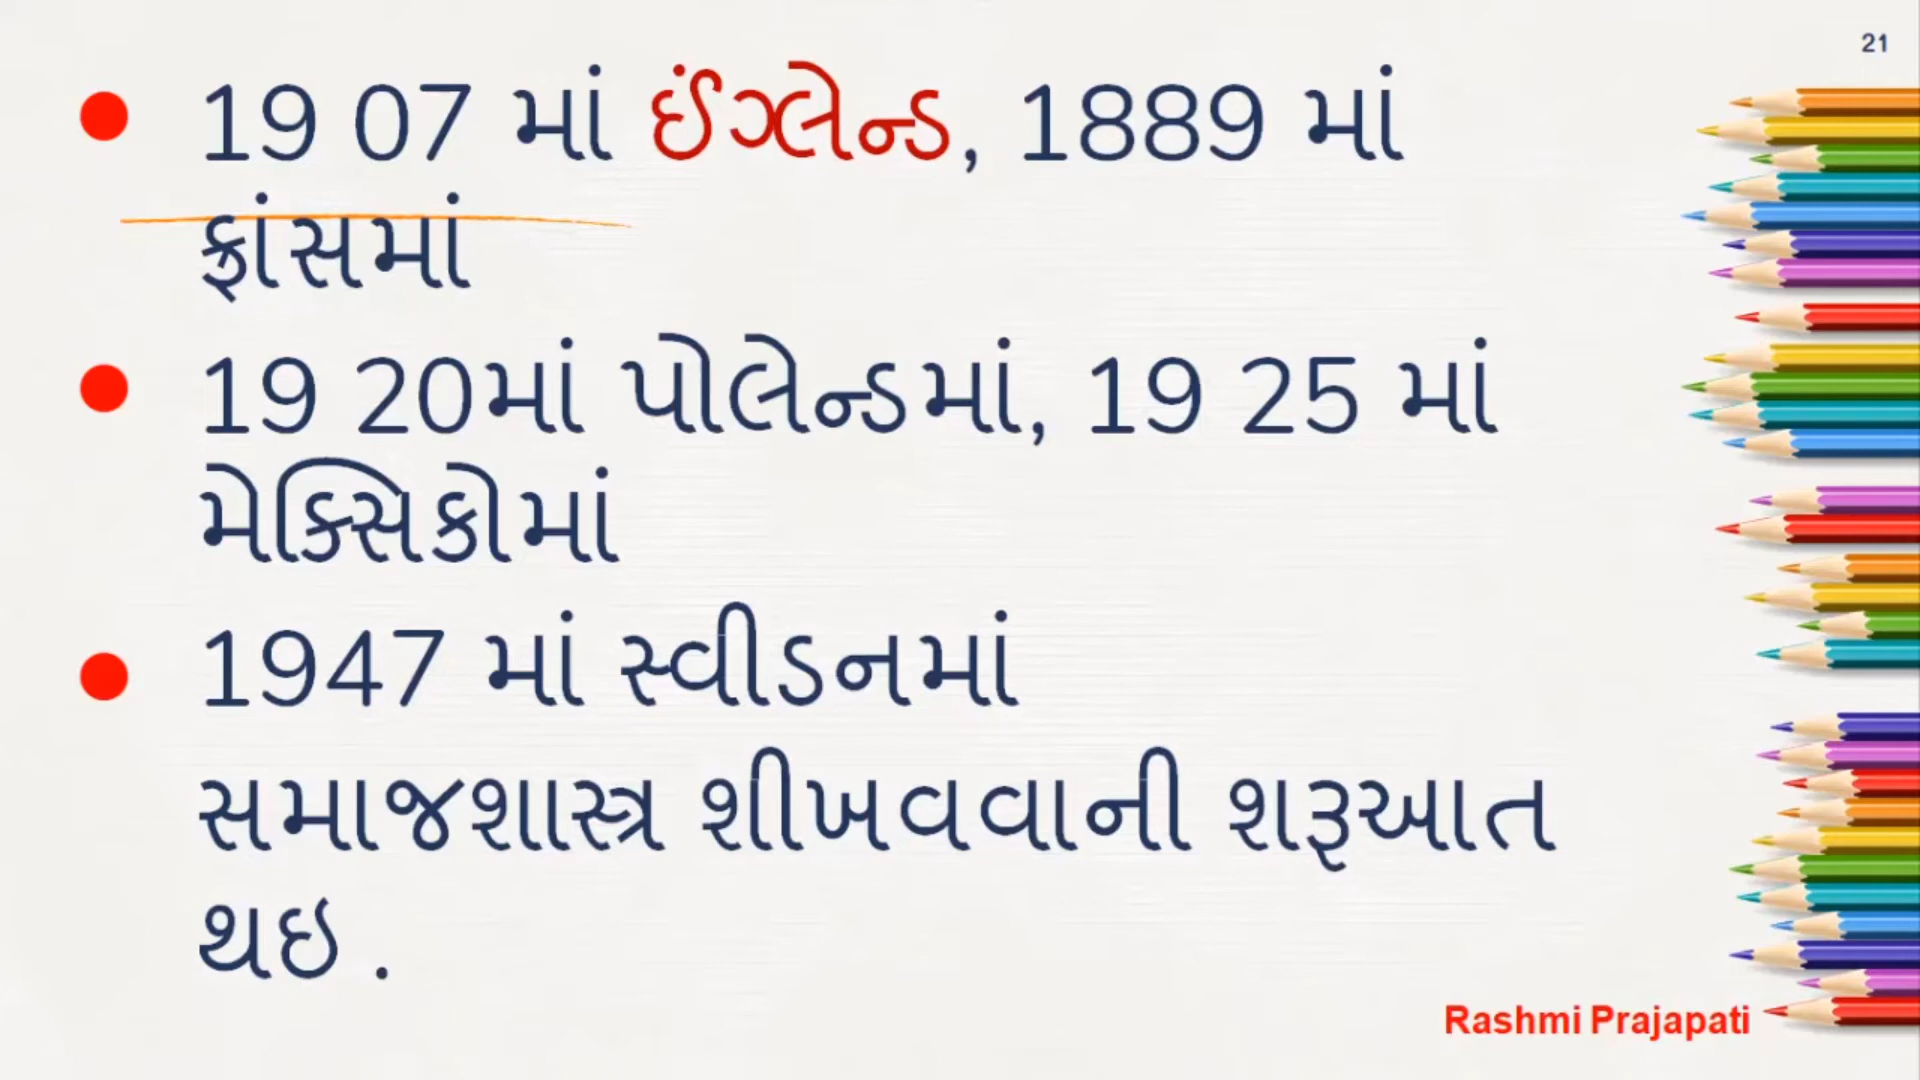 21
19 07 માં ઈંગ્લેન્ડ, 1889 માં
ફ્રાંસમાં
19 20માં પોલેન્ડમાં, 19 25 માં
મેક્સિકોમાં
1947 માં સ્વીડનમાં
સમાજશાસ્ત્ર શીખવવાની શરૂઆત
થઇ .
Rashmi Prajapati